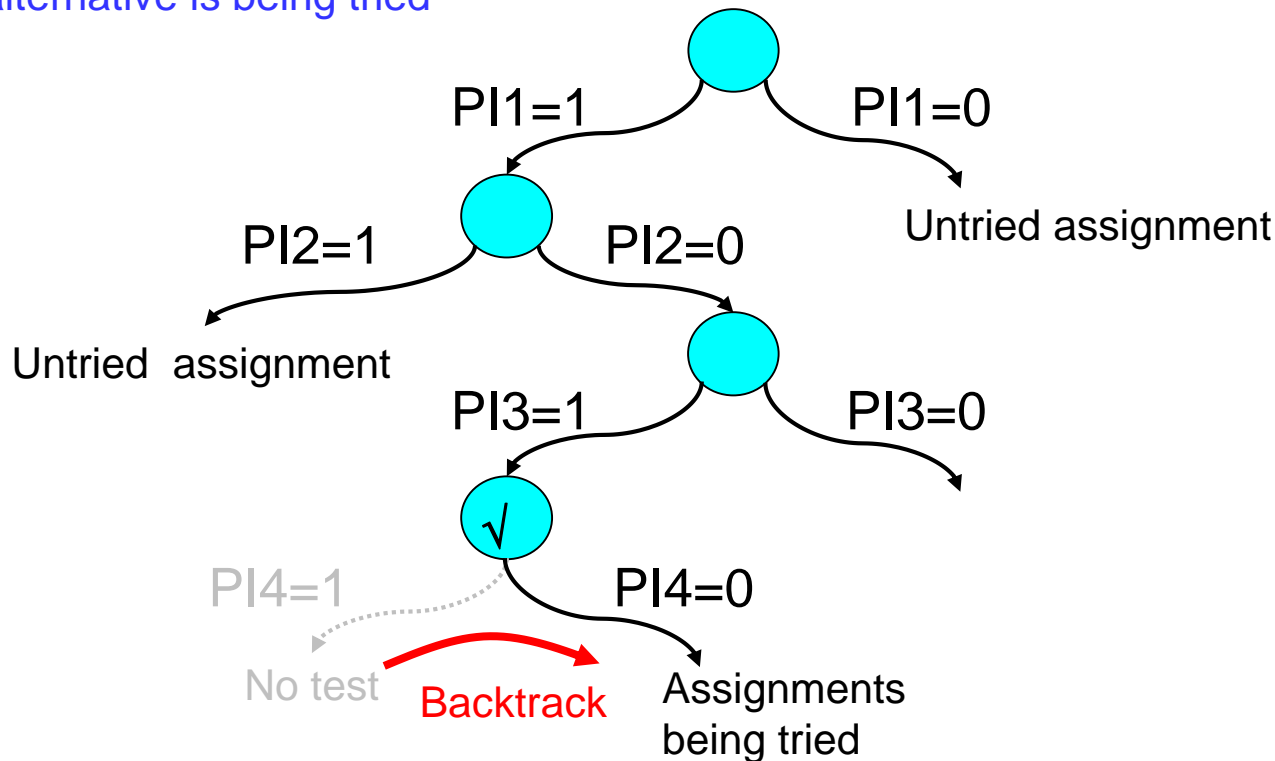 alternative is being tried
PI1=1
PI1=0
Untried assignment
PI2=1
PI2=0
Untried assignment
PI3=1
PI3=0
√
PI4=1
PI4=0
No test
Backtrack
Assignments
being tried